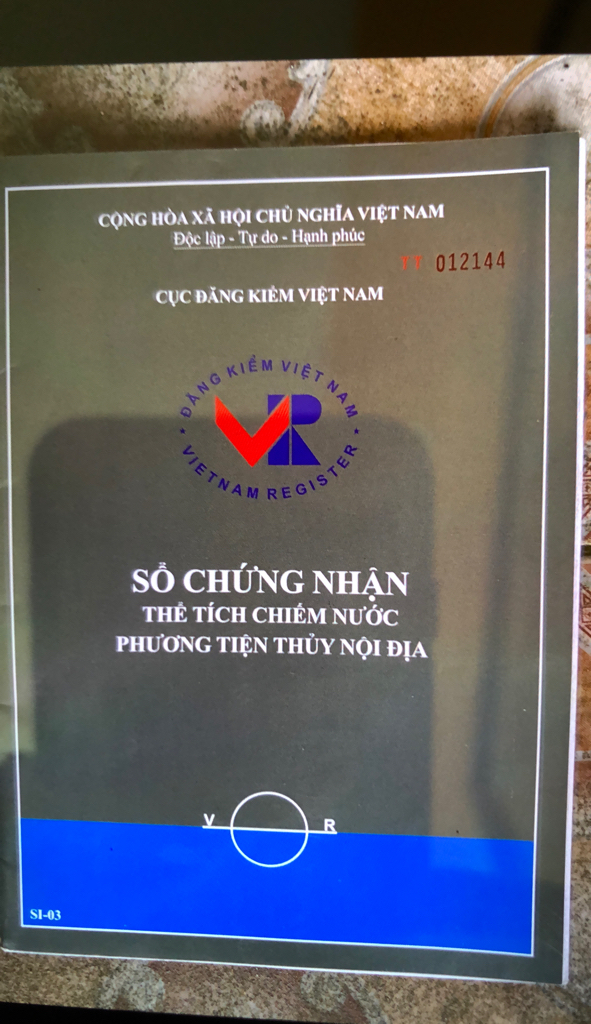 CỘNG HÒA XÃ HỘI CHỦ NGHĨA VIỆT NAM
Độc lập - Tự do - Hạnh phúc
TT 012144
CỤC ĐĂNG KIỂM VIỆT NAM
ĐĂNG KIỂM VIỆT NAM
VR
VIETNAM REGISTER
SỔ CHỨNG NHẬN
THỂ TÍCH CHIẾM NƯỚC
PHƯƠNG TIỆN THỦY NỘI ĐỊA
V R
SI-03